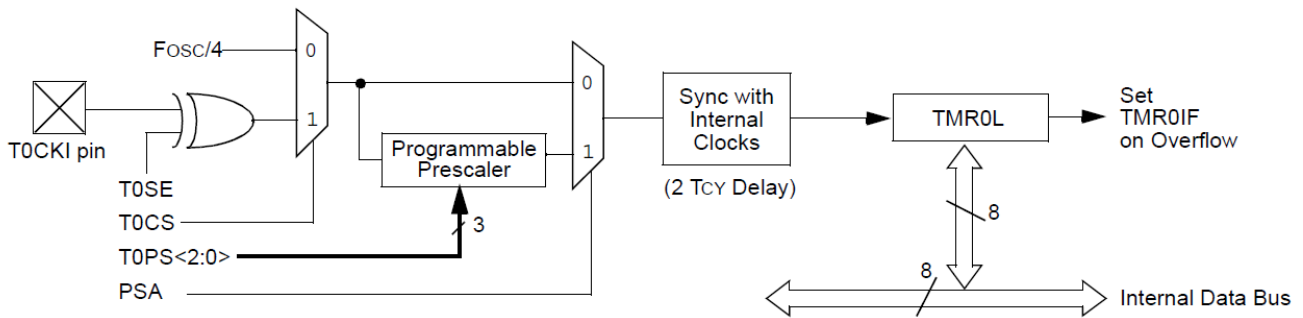 FOSC/4
0
1
T0CKI pin
T0SE
T0CS
T0PS<2:0>
PSA
Programmable
Prescaler
3
0
1
Sync with
Internal
Clocks
(2 TCY Delay)
TMR0L
Set
TMR0IF
on Overflow
8
8
Internal Data Bus